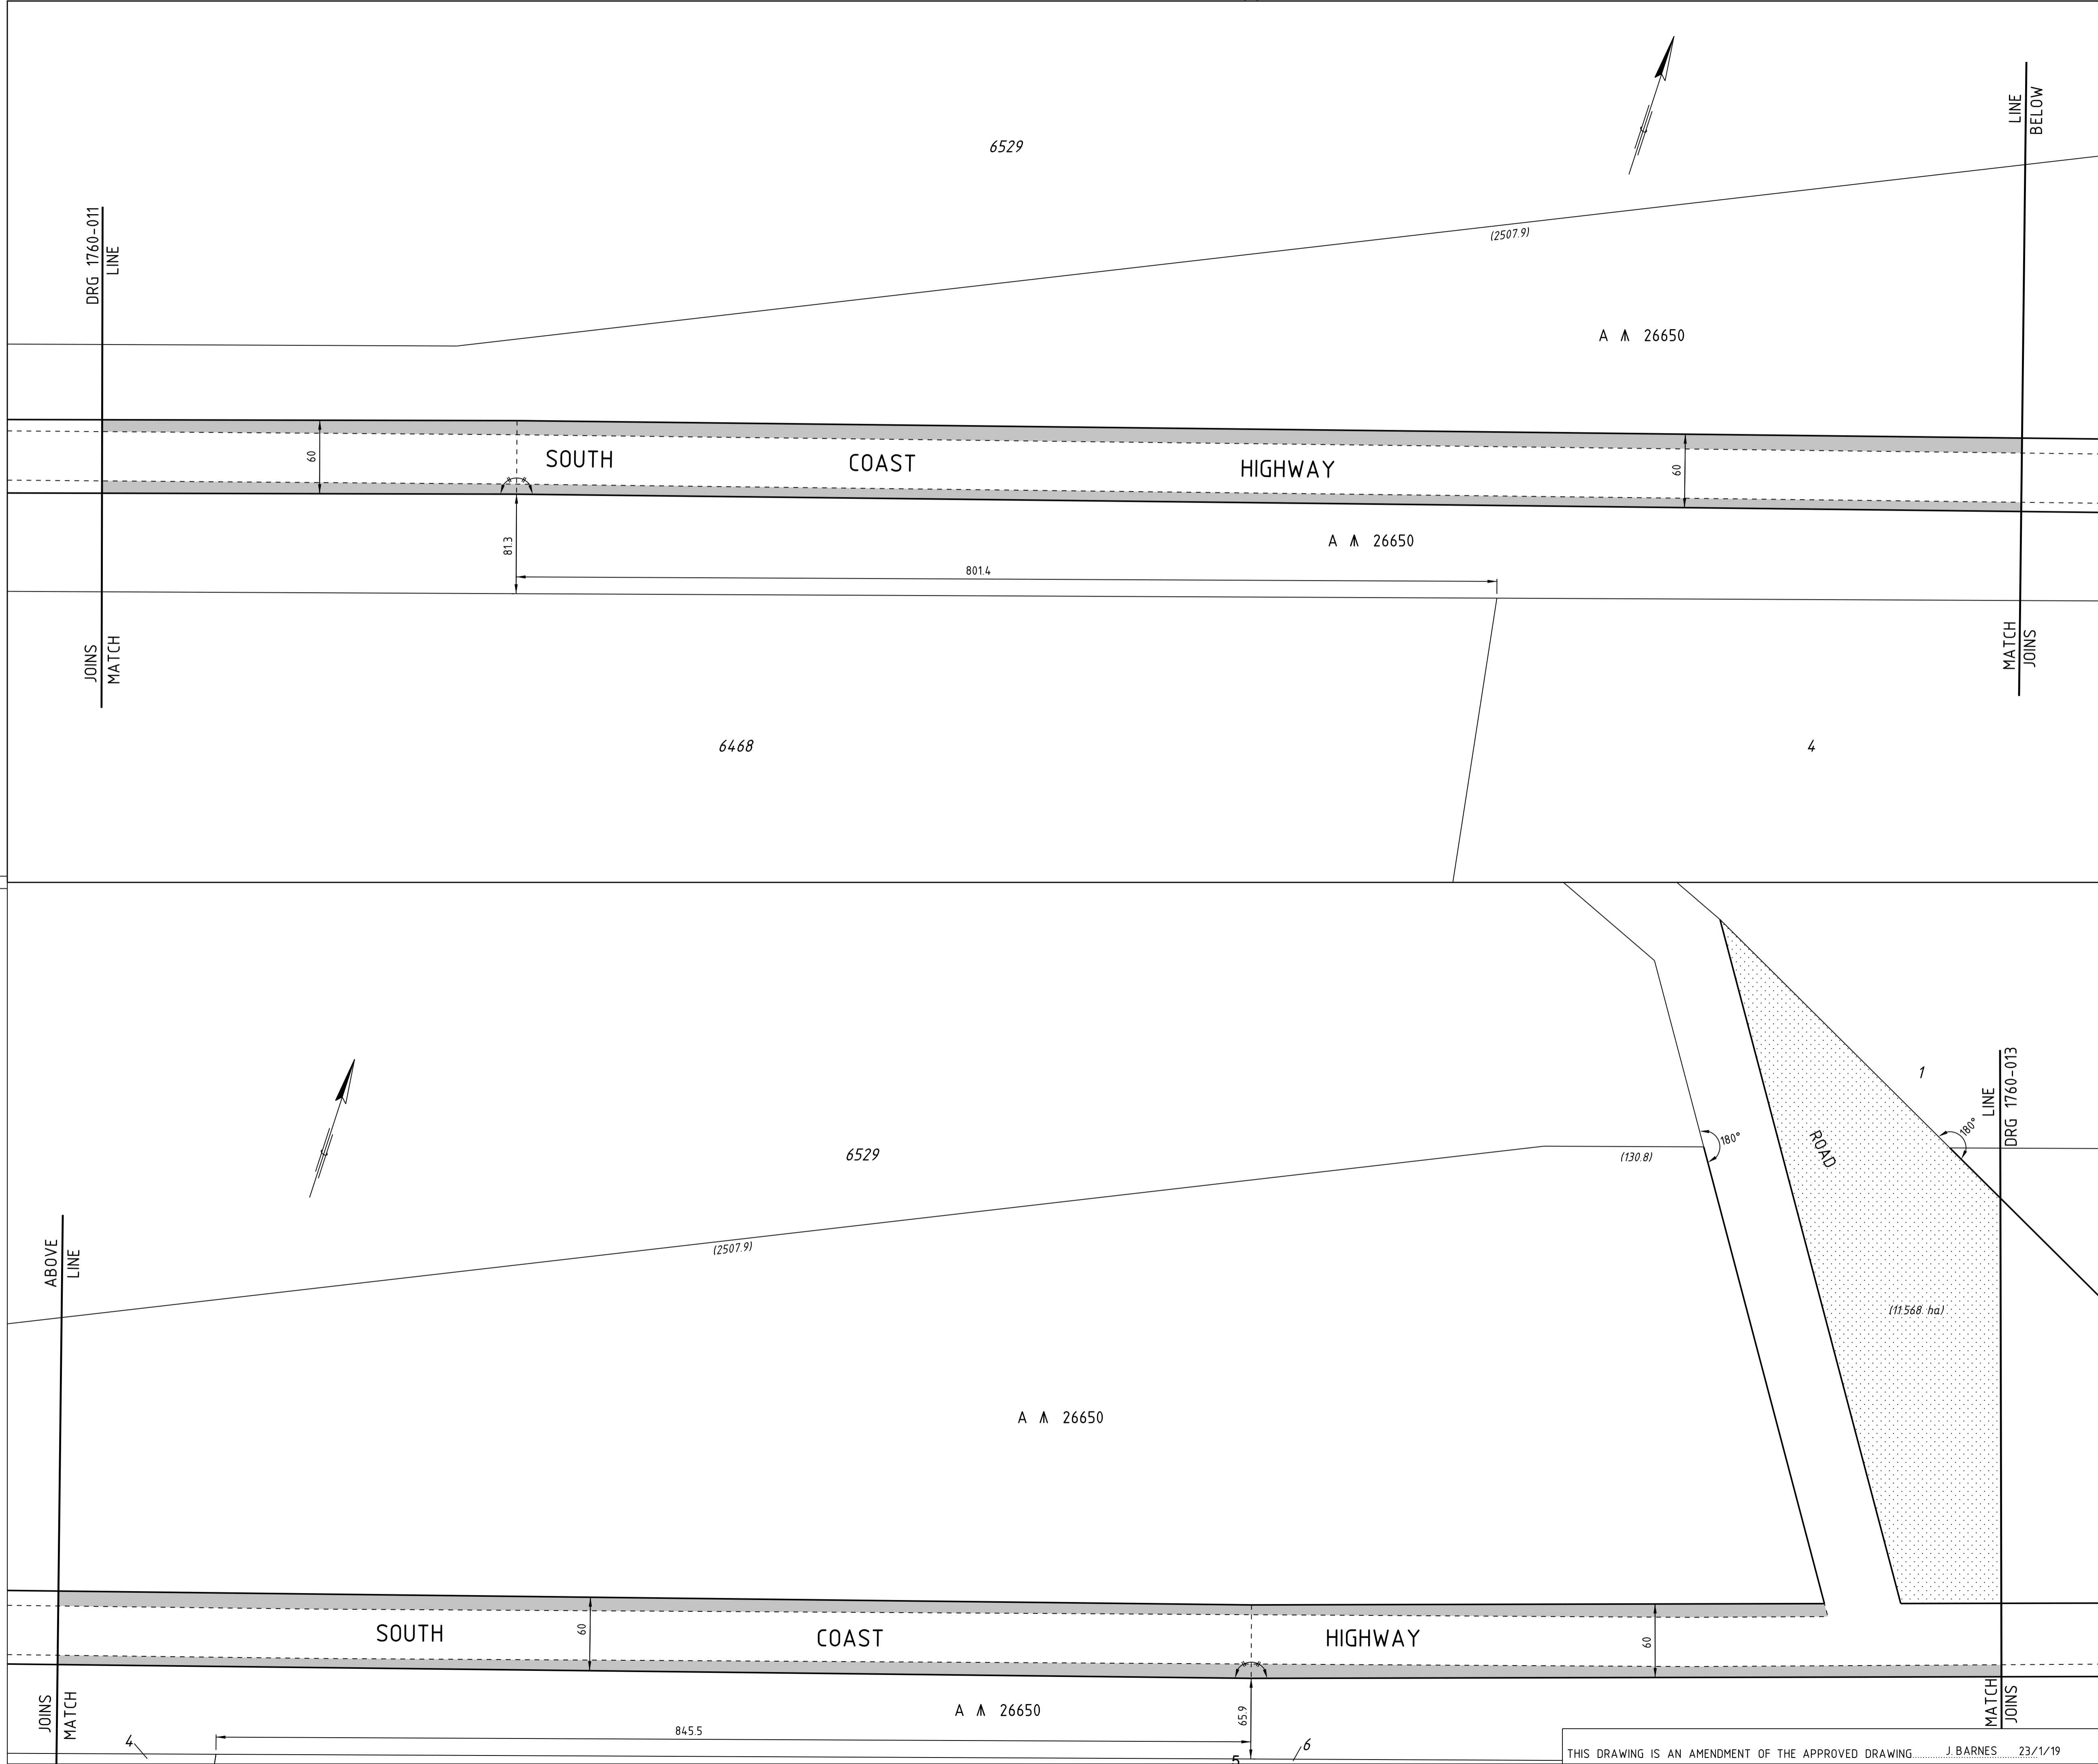 6529
LINE
BELOW
(2507.9)
DRG 1760-011
LINE
A 26650
60
SOUTH COAST HIGHWAY
60
81.3
A 26650
801.4
JOINS
MATCH
MATCH
JOINS
6468
4
1
LINE
DRG 1760-013
180°
180°
ROAD
6529
(130.8)
ABOVE
LINE
(2507.9)
(11.568 ha)
A 26650
60
SOUTH COAST HIGHWAY
60
JOINS
MATCH
A 26650
65.9
MATCH
JOINS
845.5
4
5
6
THIS DRAWING IS AN AMENDMENT OF THE APPROVED DRAWING J. BARNES 23/1/19